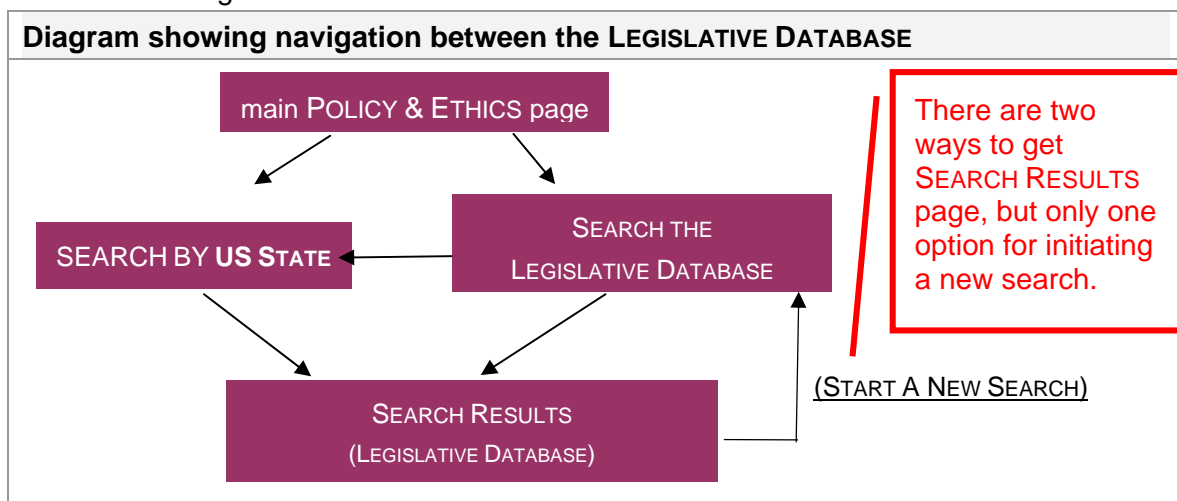 Diagram showing navigation between the LEGISLATIVE DATABASE
main POLICY & ETHICS page
SEARCH BY US STATE
SEARCH THE
LEGISLATIVE DATABASE
SEARCH RESULTS
(LEGISLATIVE DATABASE)
There are two
ways to get
SEARCH RESULTS
page, but only one
option for initiating
a new search.
(START A NEW SEARCH)